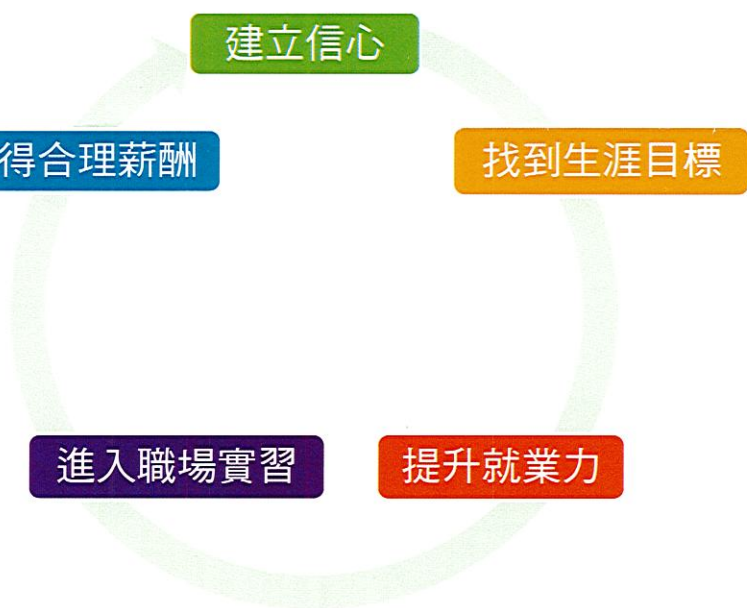 建立信心
找到生涯目標
提升就業力
進入職場實習
得合理薪酬